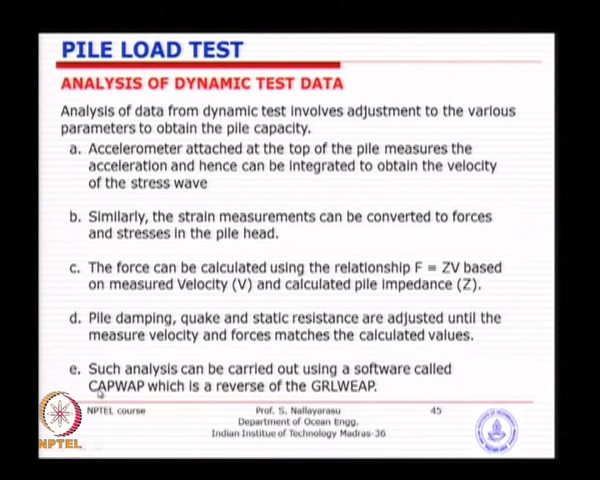 PILE LOAD TEST
ANALYSIS OF DYNAMIC TEST DATA
Analysis of data from dynamic test involves adjustment to the various
parameters to obtain the pile capacity.
a. Accelerometer attached at the top of the pile measures the
acceleration and hence can be integrated to obtain the velocity
of the stress wave
b. Similarly, the strain measurements can be converted to forces
and stresses in the pile head.
c. The force can be calculated using the relationship F = ZV based
on measured Velocity (V) and calculated pile impedance (Z).
d. Pile damping, quake and static resistance are adjusted until the
measure velocity and forces matches the calculated values.
e. Such analysis can be carried out using a software called
CAPWAP which is a reverse of the GRLWEAP.
NPTEL course
Prof. S. Nallayarasu
45
Department of Ocean Engg.
Indian Institue of Technology Madras-36
NPTEL